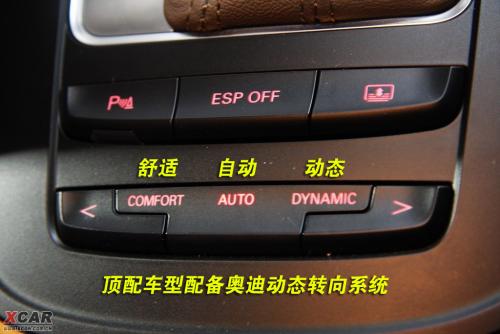 P ESP OFF
舒适 自动 动态
< COMFORT AUTO DYNAMIC >
顶配车型配备奥迪动态转向系统
XCAR